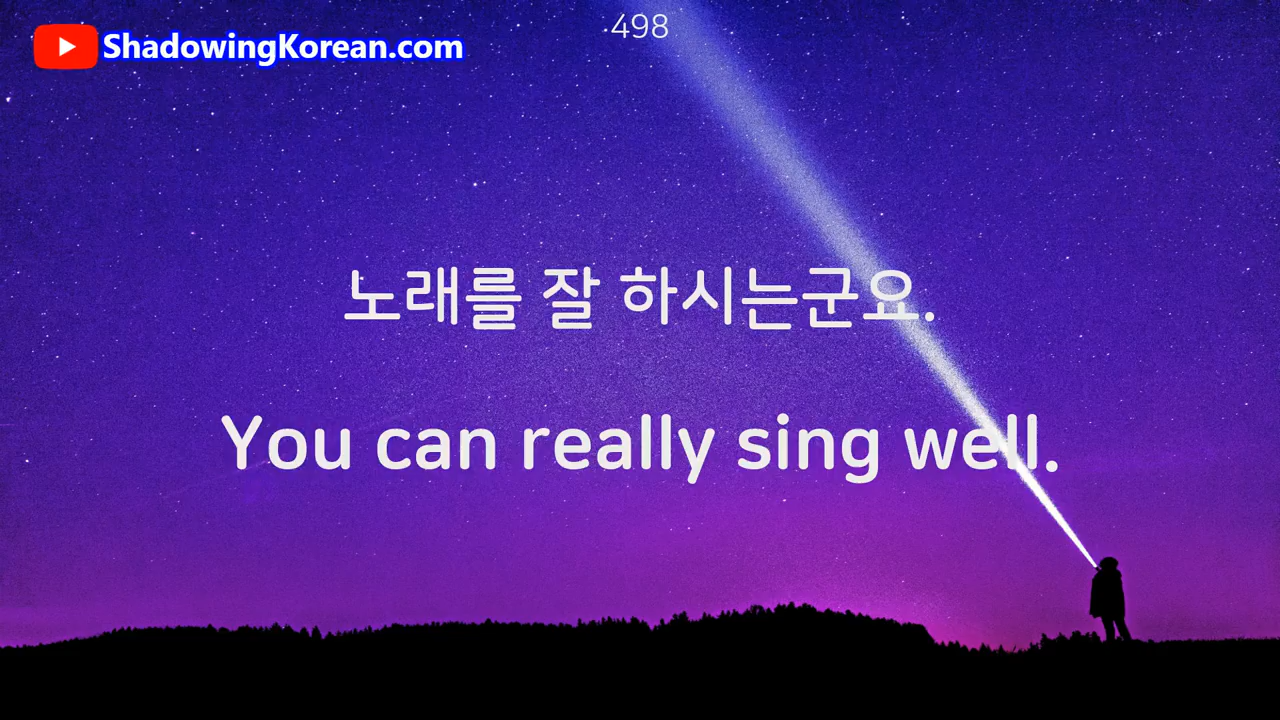 498
ShadowingKorean.com
노래를 잘 하시는군요.
You can really sing well.